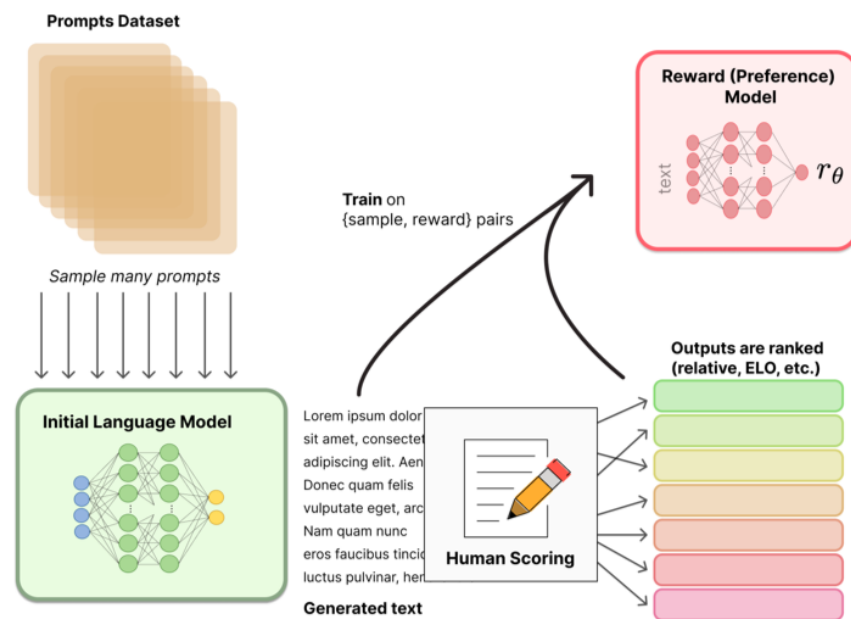 Prompts Dataset
Sample many prompts
Initial Language Model
Train on
{sample, reward} pairs
Reward (Preference)
Model
text
r_θ
Outputs are ranked
(relative, ELO, etc.)
Lorem ipsum dolor
sit amet, consectet
adipiscing elit. Aen
Donec quam felis
vulputate eget, arc
Nam quam nunc
eros faucibus tincid
luctus pulvinar, her
Human Scoring
Generated text